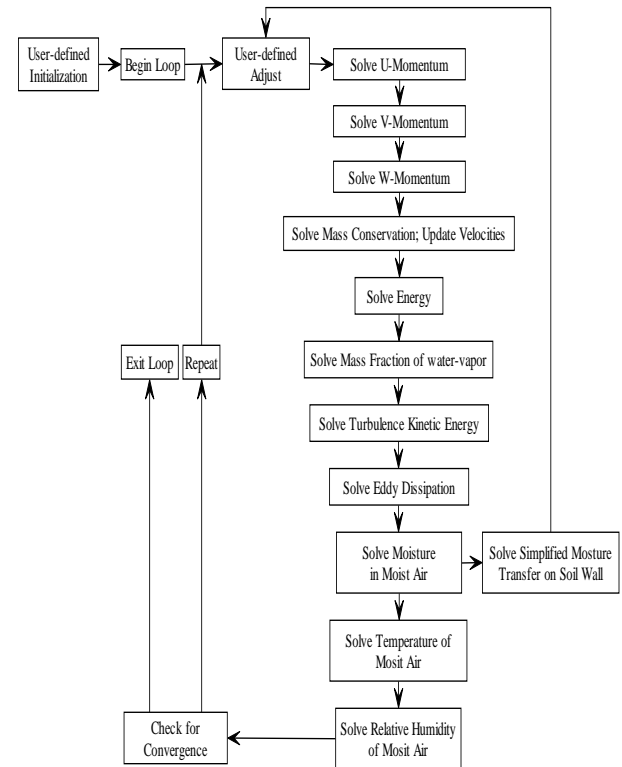 User-defined
Initialization
Begin Loop
User-defined
Adjust
Solve U-Momentum
Solve V-Momentum
Solve W-Momentum
Solve Mass Conservation; Update Velocities
Solve Energy
Exit Loop
Repeat
Solve Mass Fraction of water-vapor
Solve Turbulence Kinetic Energy
Solve Eddy Dissipation
Solve Moisture
in Moist Air
Solve Simplified Mosture
Transfer on Soil Wall
Solve Temperature of
Mosit Air
Check for
Convergence
Solve Relative Humidity
of Mosit Air